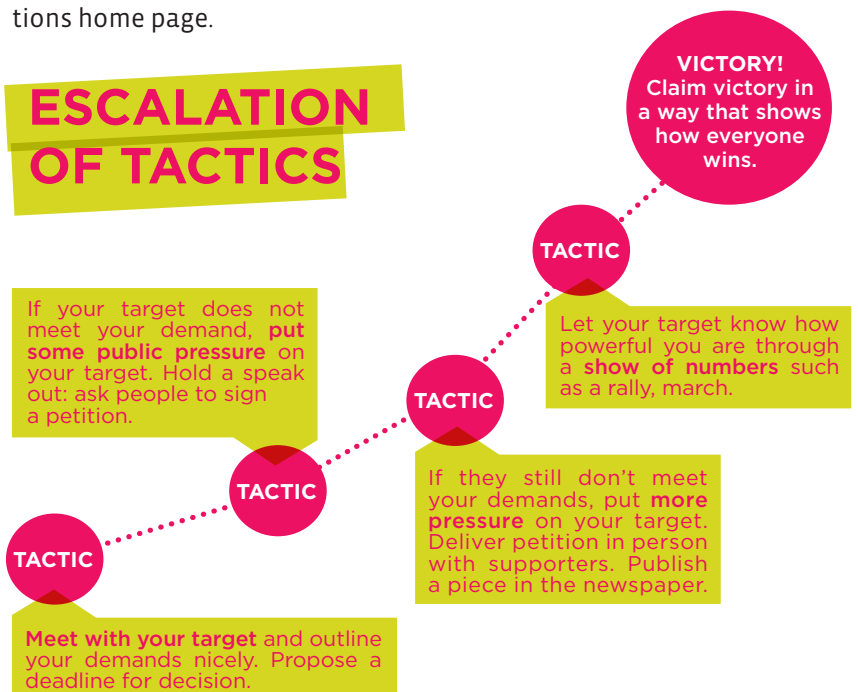 tions home page.
ESCALATION
OF TACTICS
VICTORY!
Claim victory in
a way that shows
how everyone
wins.
TACTIC
Let your target know how
powerful you are through
a show of numbers such
as a rally, march.
If your target does not
meet your demand, put
some public pressure on
your target. Hold a speak
out: ask people to sign
a petition.
TACTIC
If they still don’t meet
your demands, put more
pressure on your target.
Deliver petition in person
with supporters. Publish
a piece in the newspaper.
TACTIC
TACTIC
Meet with your target and outline
your demands nicely. Propose a
deadline for decision.